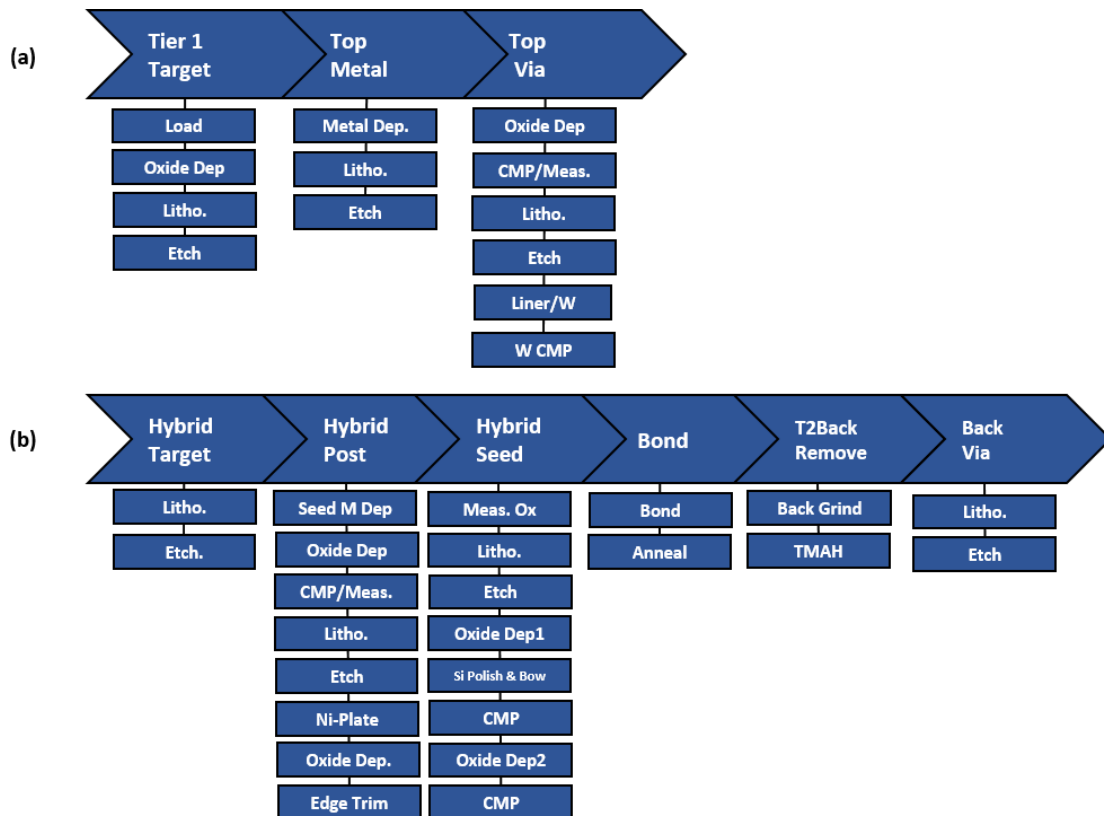 (a)
Tier 1
Target
Top
Metal
Top
Via
Load
Oxide Dep
Litho.
Etch
Metal Dep.
Litho.
Etch
Oxide Dep
CMP/Meas.
Litho.
Etch
Liner/W
W CMP
(b)
Hybrid
Target
Hybrid
Post
Hybrid
Seed
Bond
T2Back
Remove
Back
Via
Litho.
Etch.
Seed M Dep
Oxide Dep
CMP/Meas.
Litho.
Etch
Ni-Plate
Oxide Dep.
Edge Trim
Meas. Ox
Litho.
Etch
Oxide Dep1
Si Polish & Bow
CMP
Oxide Dep2
CMP
Bond
Anneal
Back Grind
TMAH
Litho.
Etch